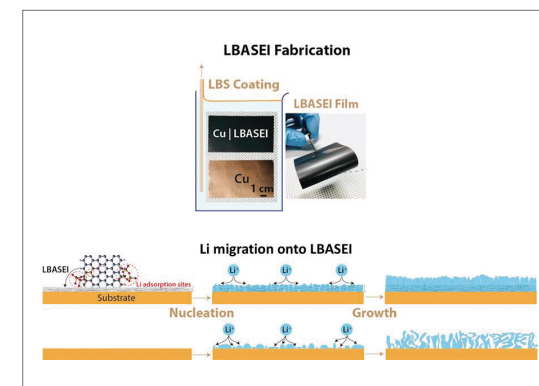 LBASEI Fabrication
LBS Coating
LBASEI Film
Cu | LBASEI
Cu
1 cm
Li migration onto LBASEI
LBASEI
Li adsorption sites
Substrate
Li⁺ Li⁺ Li⁺
Nucleation
Growth
Li⁺ Li⁺ Li⁺